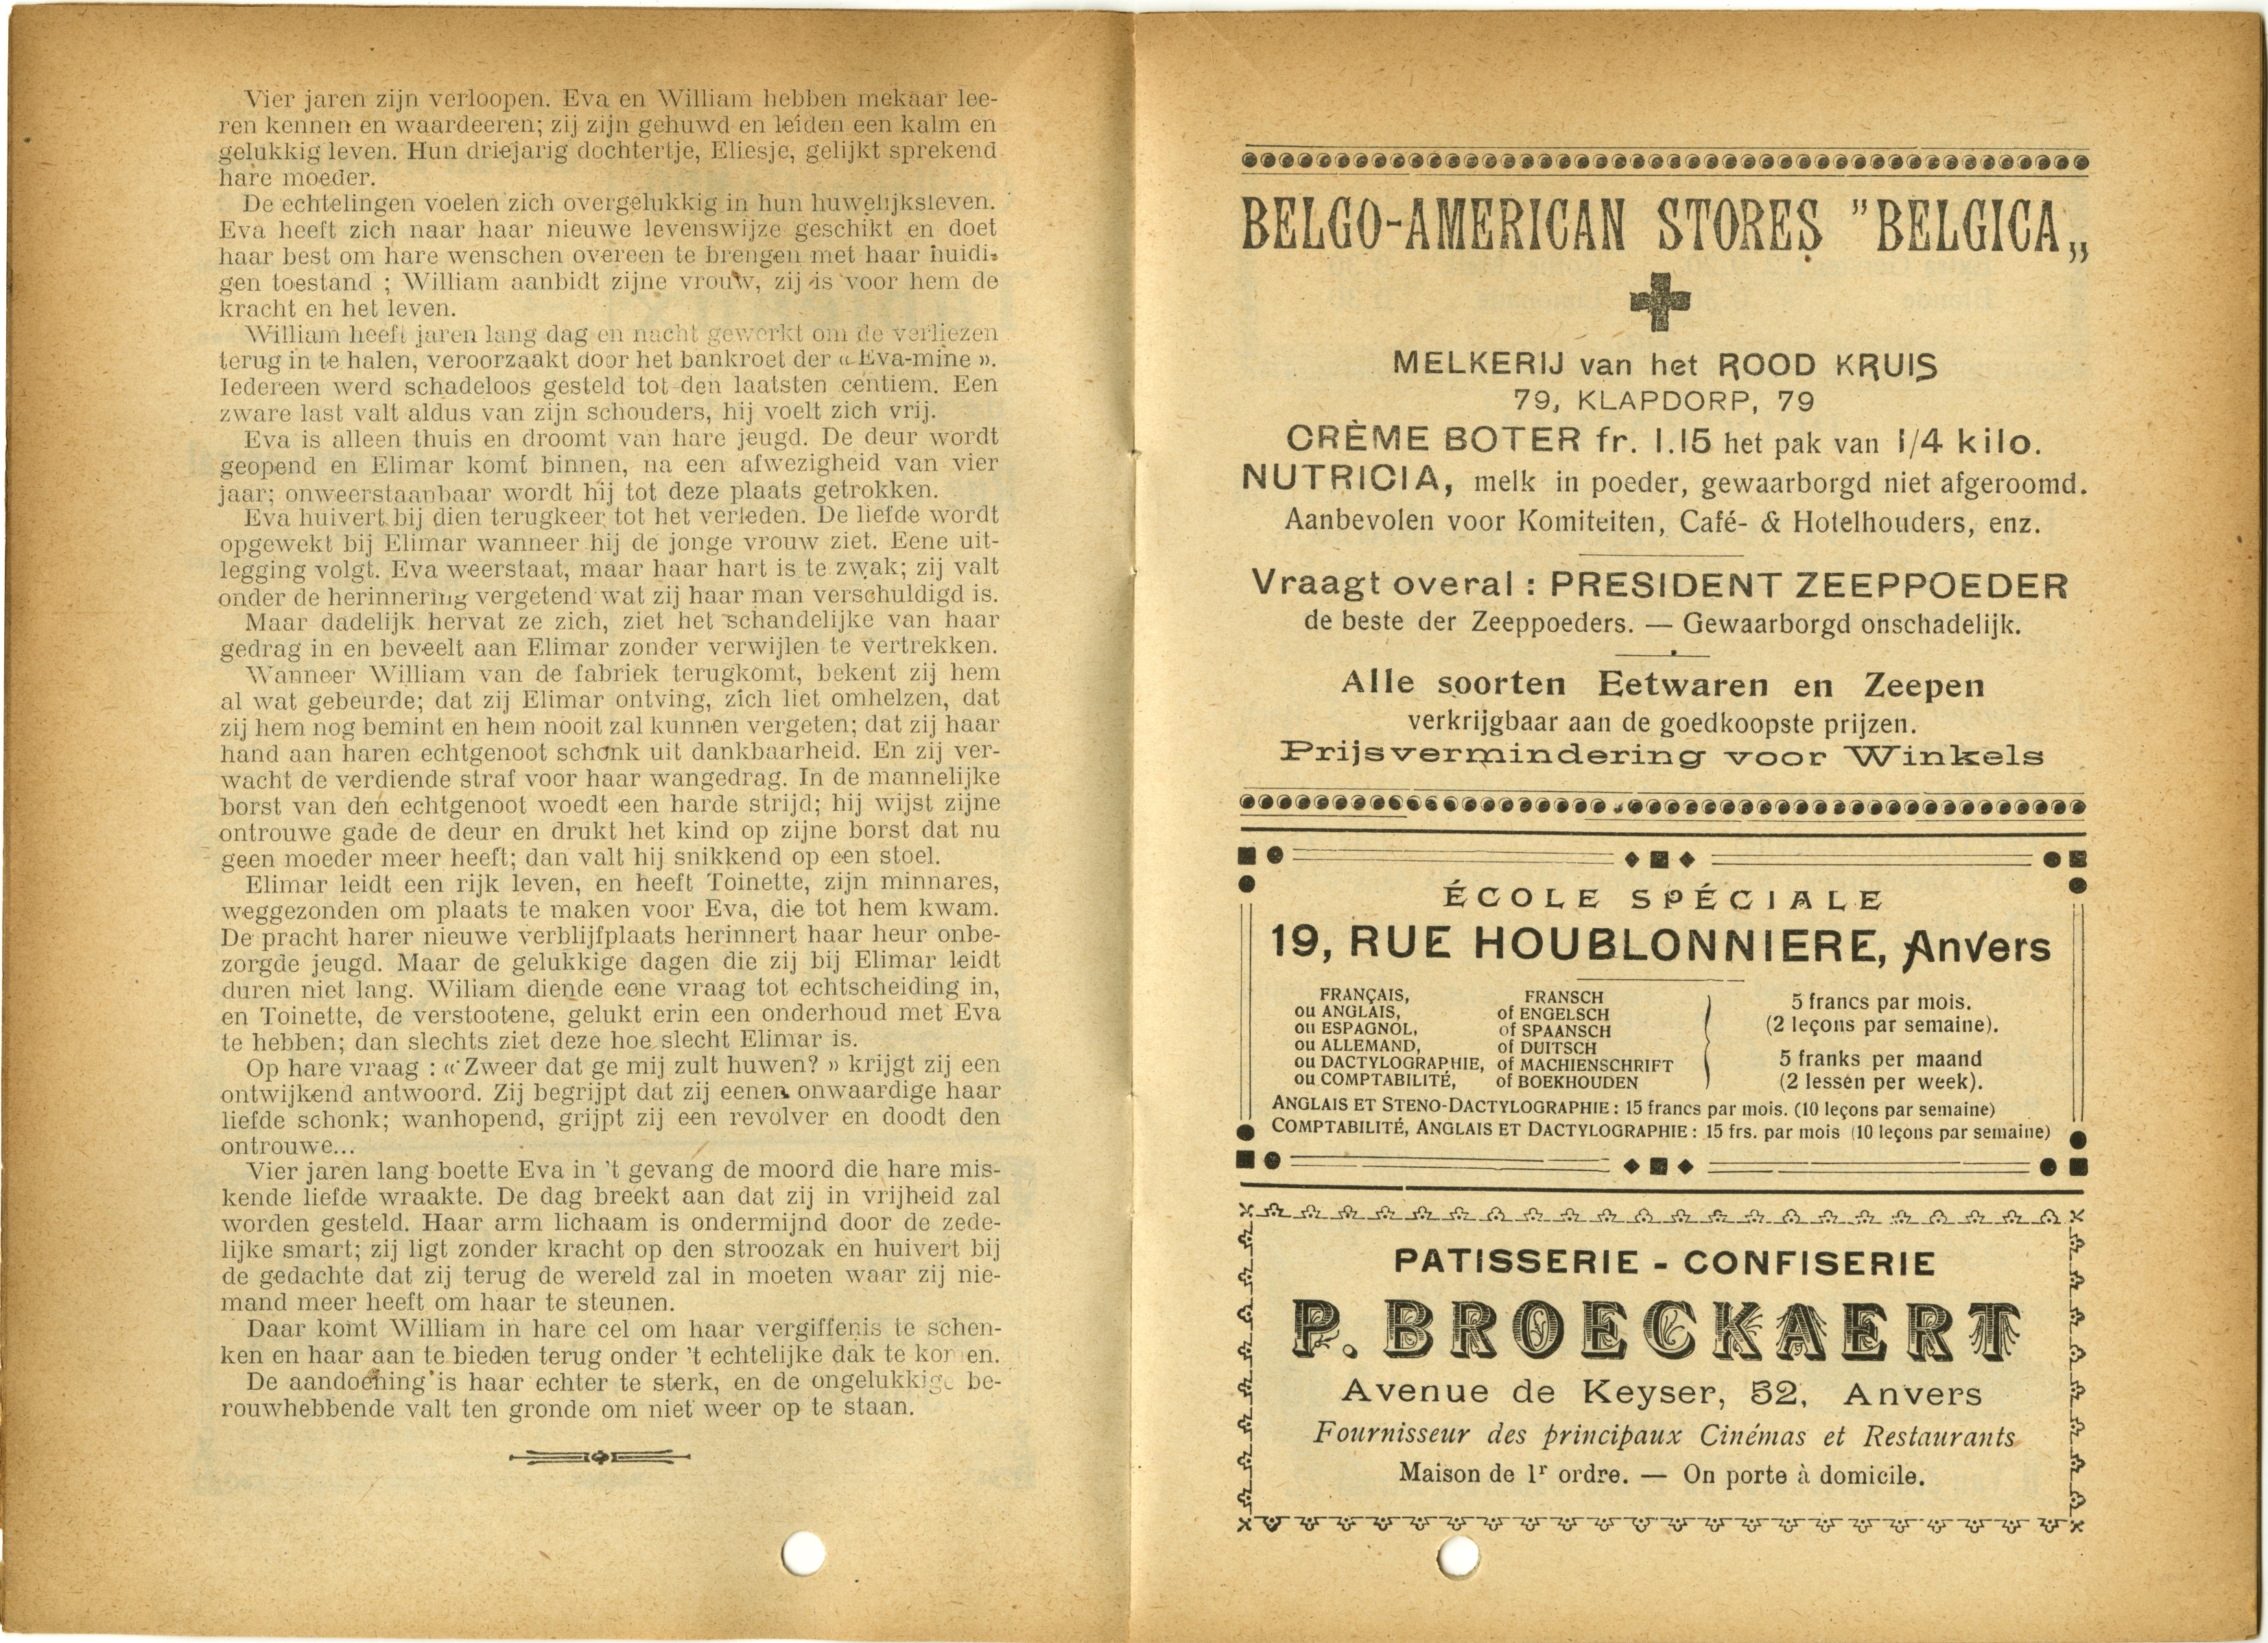 Vier jaren zijn verloopen. Eva en William hebben mekaar lee-
ren kennen en waardeeren; zij zijn gehuwd en leiden een kalm en
gelukkig leven. Hun driejarig dochtertje, Eliesje, gelijkt sprekend
hare moeder.
De echtelingen voelen zich overgelukkig in hun huwelijksleven.
Eva heeft zich naar haar nieuwe levenswijze geschikt en doet
haar best om hare wenschen overeen te brengen met haar huidi-
gen toestand ; William aanbidt zijne vrouw, zij is voor hem de
kracht en het leven.
William heeft jaren lang dag en nacht gewerkt om de verliezen
terug in te halen, veroorzaakt door het bankroet der « Eva-mine ».
Iedereen werd schadeloos gesteld tot den laatsten centiem. Een
zware last valt aldus van zijn schouders, hij voelt zich vrij.
Eva is alleen thuis en droomt van hare jeugd. De deur wordt
geopend en Elimar komt binnen, na een afwezigheid van vier
jaar; onweerstaanbaar wordt hij tot deze plaats getrokken.
Eva huivert bij dien terugkeer tot het verleden. De liefde wordt
opgewekt bij Elimar wanneer hij de jonge vrouw ziet. Eene uit-
legging volgt. Eva weerstaat, maar haar hart is te zwak; zij valt
onder de herinnering vergetend wat zij haar man verschuldigd is.
Maar dadelijk hervat ze zich, ziet het schandelijke van haar
gedrag in en beveelt aan Elimar zonder verwijlen te vertrekken.
Wanneer William van de fabriek terugkomt, bekent zij hem
al wat gebeurde; dat zij Elimar ontving, zich liet omhelzen, dat
zij hem nog bemint en hem nooit zal kunnen vergeten; dat zij haar
hand aan haren echtgenoot schonk uit dankbaarheid. En zij ver-
wacht de verdiende straf voor haar wangedrag. In de mannelijke
borst van den echtgenoot woedt een harde strijd; hij wijst zijne
ontrouwe gade de deur en drukt het kind op zijne borst dat nu
geen moeder meer heeft; dan valt hij snikkend op een stoel.
Elimar leidt een rijk leven, en heeft Toinette, zijn minnares,
weggezonden om plaats te maken voor Eva, die tot hem kwam.
De pracht harer nieuwe verblijfplaats herinnert haar heur onbe-
zorgde jeugd. Maar de gelukkige dagen die zij bij Elimar leidt
duren niet lang. Wiliam diende eene vraag tot echtscheiding in,
en Toinette, de verstootene, gelukt erin een onderhoud met Eva
te hebben; dan slechts ziet deze hoe slecht Elimar is.
Op hare vraag : « Zweer dat ge mij zult huwen? » krijgt zij een
ontwijkend antwoord. Zij begrijpt dat zij eenen onwaardige haar
liefde schonk; wanhopend, grijpt zij een revolver en doodt den
ontrouwe...
Vier jaren lang boette Eva in 't gevang de moord die hare mis-
kende liefde wraakte. De dag breekt aan dat zij in vrijheid zal
worden gesteld. Haar arm lichaam is ondermijnd door de zede-
lijke smart; zij ligt zonder kracht op den stroozak en huivert bij
de gedachte dat zij terug de wereld zal in moeten waar zij nie-
mand meer heeft om haar te steunen.
Daar komt William in hare cel om haar vergiffenis te schen-
ken en haar aan te bieden terug onder 't echtelijke dak te komen.
De aandoening is haar echter te sterk, en de ongelukkige be-
rouwhebbende valt ten gronde om niet weer op te staan.
BELGO-AMERICAN STORES "BELGICA„
MELKERIJ van het ROOD KRUIS
79, KLAPDORP, 79
CRÈME BOTER fr. 1.15 het pak van 1/4 kilo.
NUTRICIA, melk in poeder, gewaarborgd niet afgeroomd.
Aanbevolen voor Komiteiten, Café- & Hotelhouders, enz.
Vraagt overal : PRESIDENT ZEEPPOEDER
de beste der Zeeppoeders. — Gewaarborgd onschadelijk.
Alle soorten Eetwaren en Zeepen
verkrijgbaar aan de goedkoopste prijzen.
Prijsvermindering voor Winkels
ÉCOLE SPÉCIALE
19, RUE HOUBLONNIERE, Anvers
FRANÇAIS, FRANSCH
ou ANGLAIS, of ENGELSCH
ou ESPAGNOL, of SPAANSCH
ou ALLEMAND, of DUITSCH
ou DACTYLOGRAPHIE, of MACHIENSCHRIFT
ou COMPTABILITÉ, of BOEKHOUDEN
5 francs par mois.
(2 leçons par semaine).
5 franks per maand
(2 lessen per week).
ANGLAIS ET STENO-DACTYLOGRAPHIE : 15 francs par mois. (10 leçons par semaine)
COMPTABILITÉ, ANGLAIS ET DACTYLOGRAPHIE : 15 frs. par mois (10 leçons par semaine)
PATISSERIE - CONFISERIE
P. BROECKAERT
Avenue de Keyser, 52, Anvers
Fournisseur des principaux Cinémas et Restaurants
Maison de 1r ordre. — On porte à domicile.